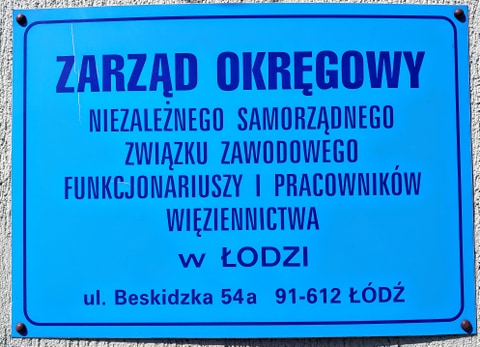 ZARZĄD OKRĘGOWY
NIEZALEŻNEGO SAMORZĄDNEGO
ZWIĄZKU ZAWODOWEGO
FUNKCJONARIUSZY I PRACOWNIKÓW
WIĘZIENNICTWA
w ŁODZI
ul. Beskidzka 54a 91-612 ŁÓDŹ